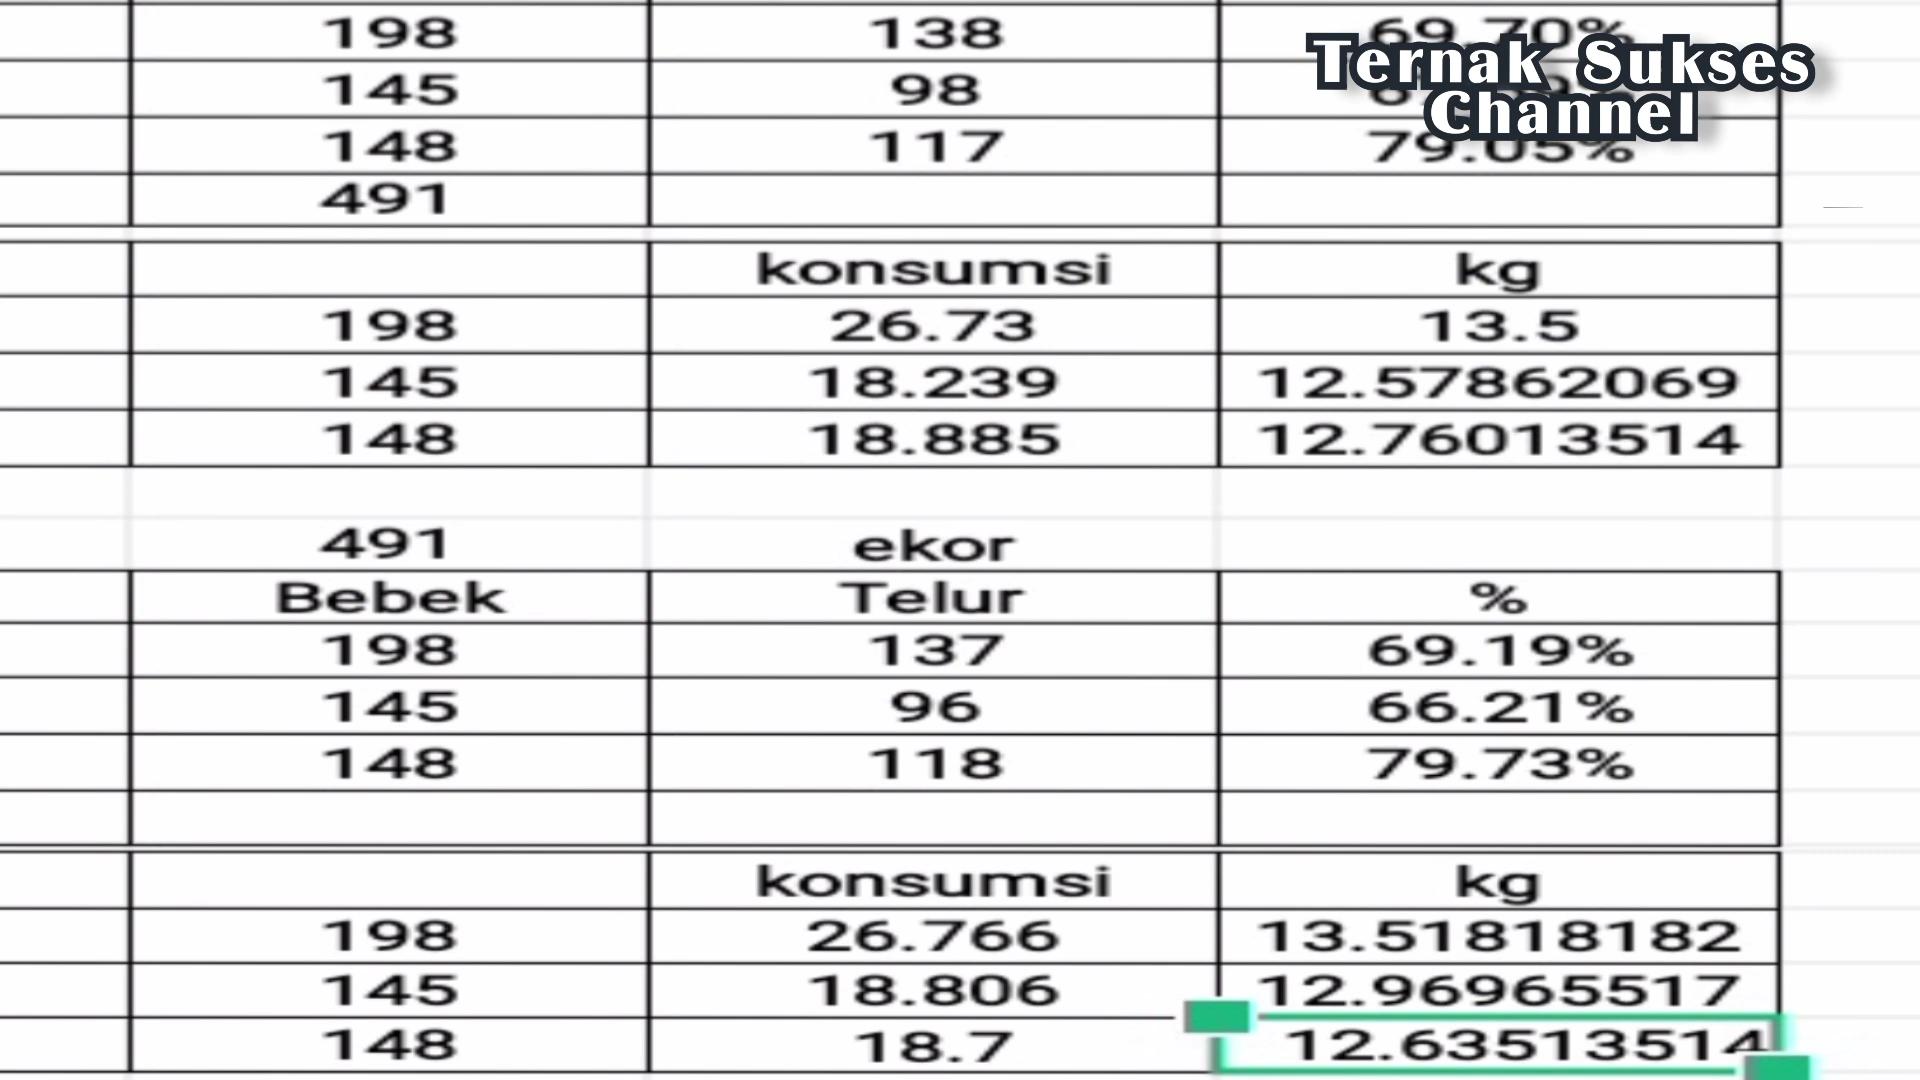 198 138 69.70%
Ternak Sukses
Channel
145 98
148 117 79.05%
491
konsumsi kg
198 26.73 13.5
145 18.239 12.57862069
148 18.885 12.76013514
491 ekor
Bebek Telur %
198 137 69.19%
145 96 66.21%
148 118 79.73%
konsumsi kg
198 26.766 13.51818182
145 18.806 12.96965517
148 18.7 12.63513514